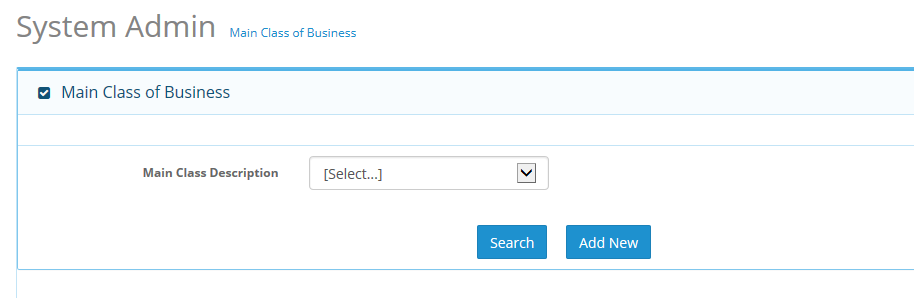 System Admin Main Class of Business
Main Class of Business
Main Class Description [Select...]
Search Add New